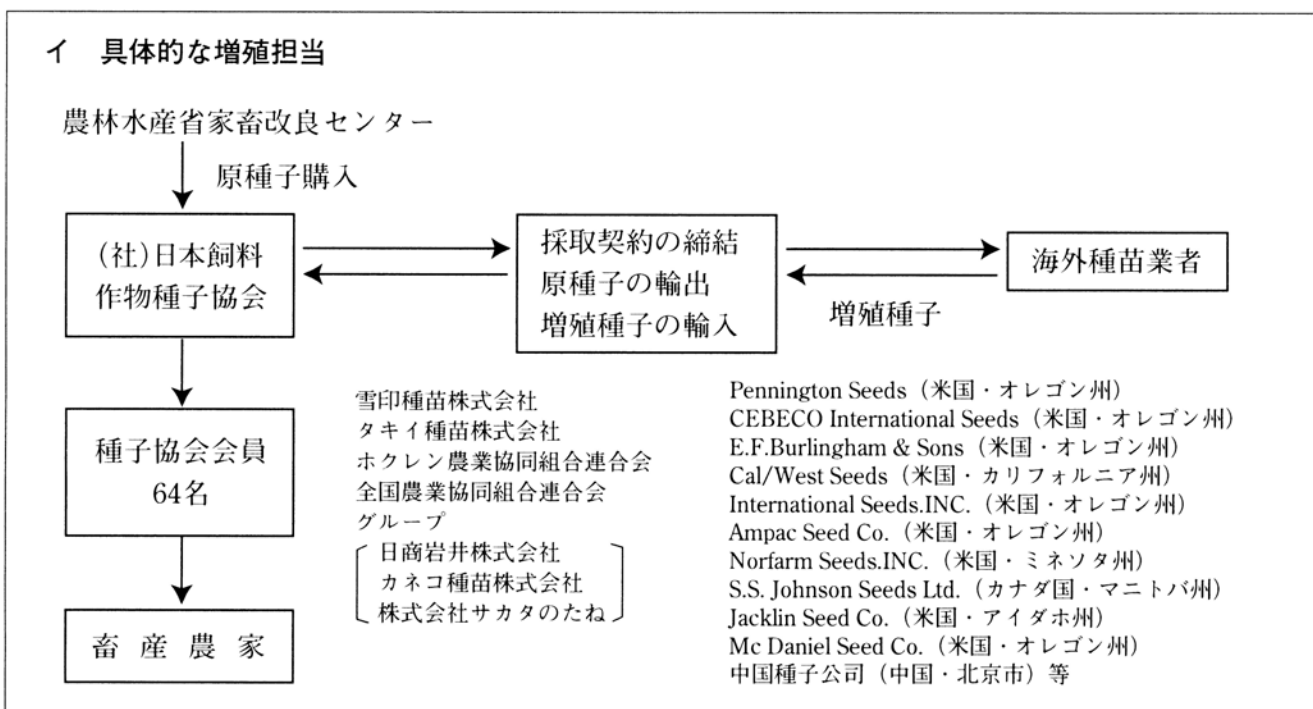 イ　具体的な増殖担当
農林水産省家畜改良センター
原種子購入
(社)日本飼料
作物種子協会
採取契約の締結
原種子の輸出
増殖種子の輸入
海外種苗業者
増殖種子
種子協会会員
64名
畜産農家
雪印種苗株式会社
タキイ種苗株式会社
ホクレン農業協同組合連合会
全国農業協同組合連合会
グループ
日商岩井株式会社
カネコ種苗株式会社
株式会社サカタのたね
Pennington Seeds（米国・オレゴン州）
CEBECO International Seeds（米国・オレゴン州）
E.F.Burlingham & Sons（米国・オレゴン州）
Cal/West Seeds（米国・カリフォルニア州）
International Seeds.INC.（米国・オレゴン州）
Ampac Seed Co.（米国・オレゴン州）
Norfarm Seeds.INC.（米国・ミネソタ州）
S.S. Johnson Seeds Ltd.（カナダ国・マニトバ州）
Jacklin Seed Co.（米国・アイダホ州）
Mc Daniel Seed Co.（米国・オレゴン州）
中国種子公司（中国・北京市）等